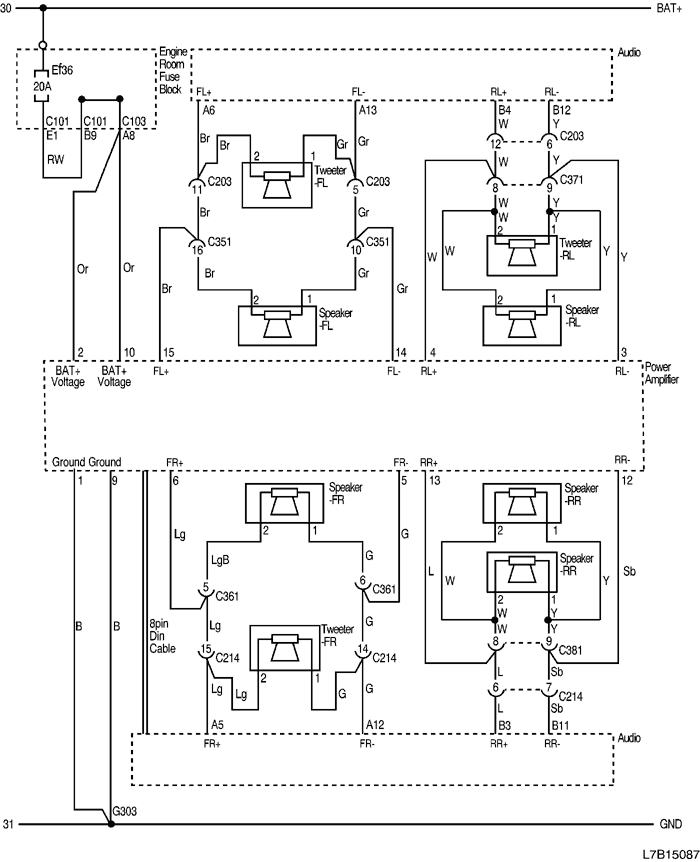 30 BAT+
Engine Room Fuse Block
Audio
Ef36
20A
FL+ FL- RL+ RL-
A6 A13 B4 B12
C101 C101 C103
E1 B9 A8
RW
Br Br Gr Gr W Y
2 1
12 6 C203
Tweeter -FL
W Y
11 C203 5 C203
8 9 C371
Br Gr
W Y
W Y
16 C351 10 C351
2 1
Tweeter -RL
W W Y Y
Or Or Br Br Gr Gr
2 1
Speaker -FL
2 1
Speaker -RL
2 10 15 14 4 3
BAT+ Voltage BAT+ Voltage FL+ FL- RL+ RL-
Power Amplifier
Ground Ground FR+ FR- RR+ RR-
1 9 6 5 13 12
Speaker -FR
2 1
Speaker -RR
2 1
Lg G
LgB G
Speaker -RR
L W Y Sb
2 1
5 C361 6 C361
W Y
W Y
B B
8pin Din Cable
Lg G
Tweeter -FR
2 1
15 C214 14 C214
8 9 C381
Lg Lg G G
L Sb
6 7 C214
L Sb
A5 A12 B3 B11
FR+ FR- RR+ RR-
Audio
G303
31 GND
L7B15087